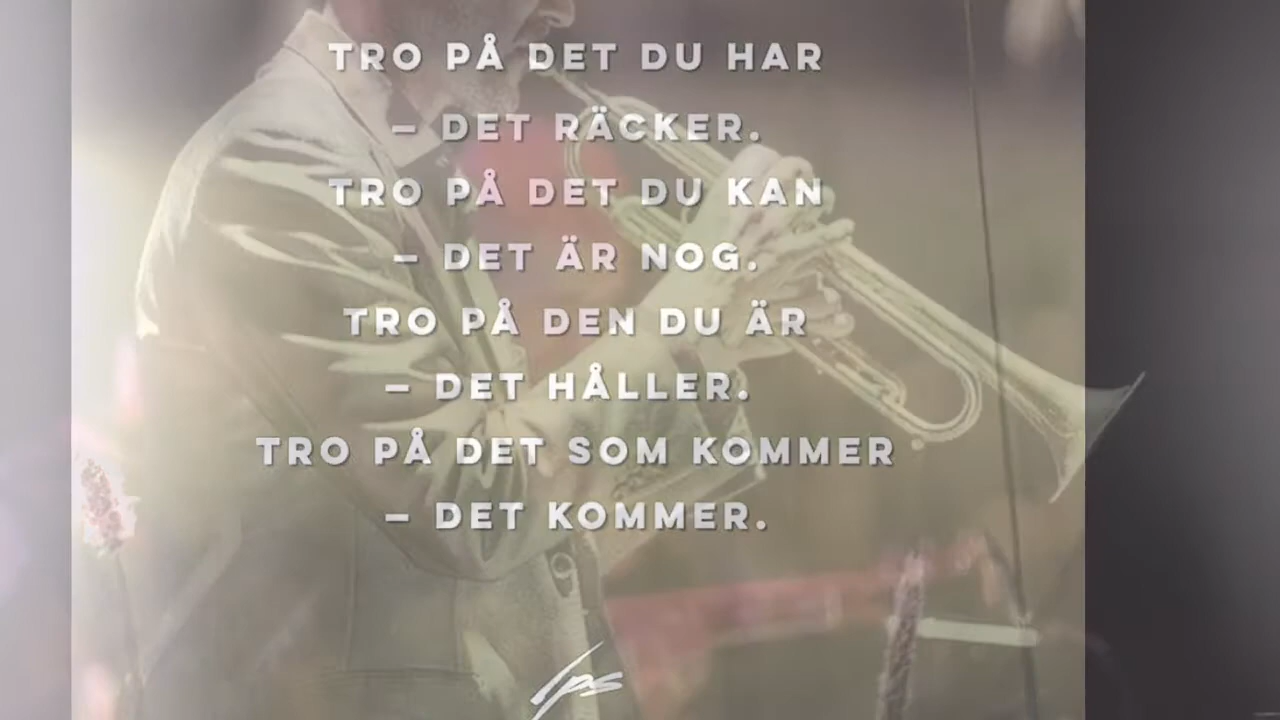 TRO PÅ DET DU HAR
– DET RÄCKER.
TRO PÅ DET DU KAN
– DET ÄR NOG.
TRO PÅ DEN DU ÄR
– DET HÅLLER.
TRO PÅ DET SOM KOMMER
– DET KOMMER.
lps